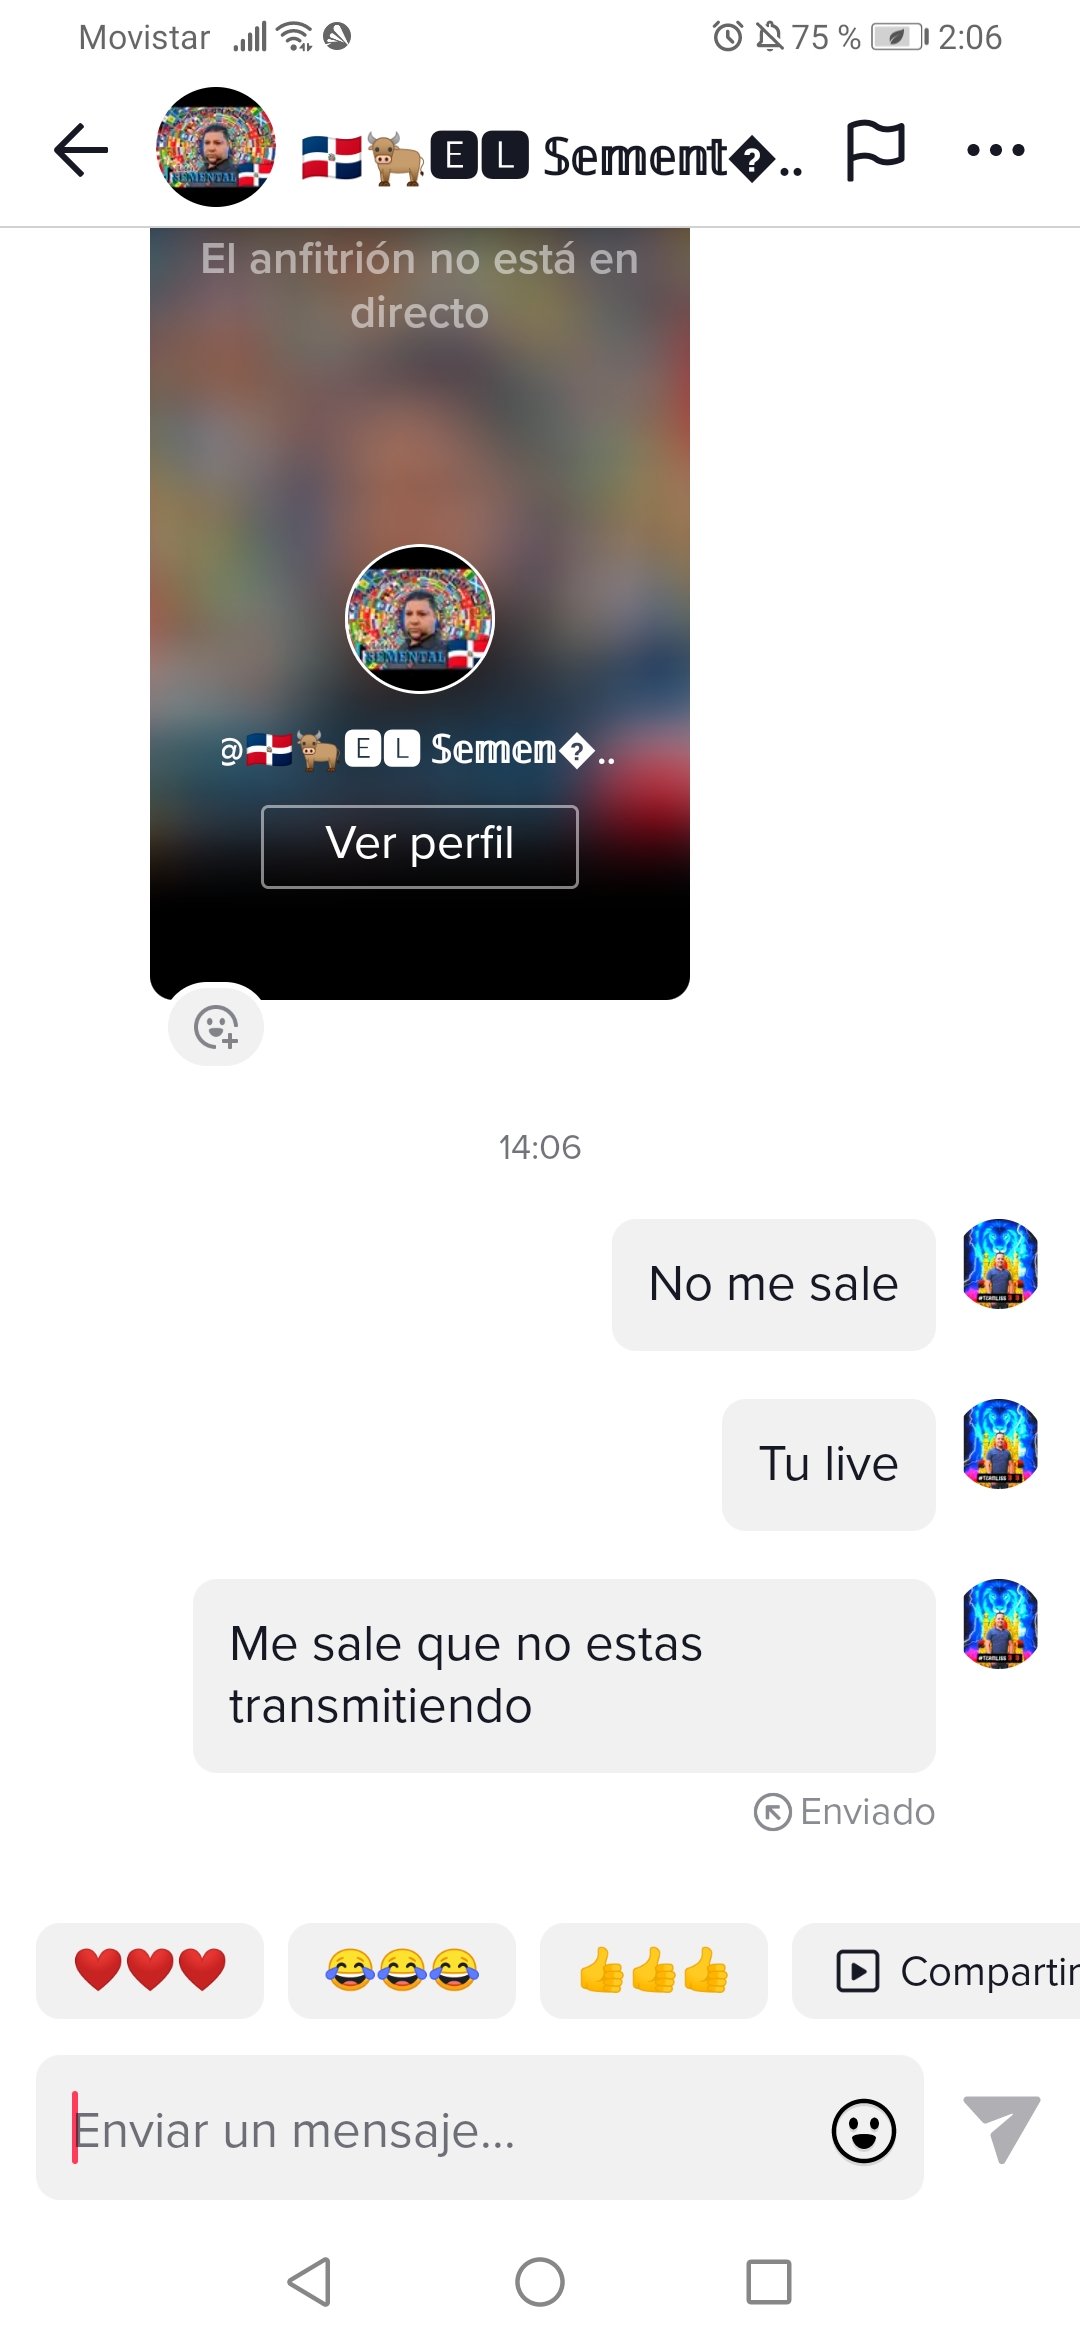 Movistar 75 % 2:06
🇩🇴🐂🅴🅻 𝕊𝕖𝕞𝕖𝕟𝕥�..
El anfitrión no está en
directo
SEMENTAL
@🇩🇴🐂🅴🅻 𝕊𝕖𝕞𝕖𝕟�..
Ver perfil
14:06
No me sale
Tu live
Me sale que no estas
transmitiendo
Enviado
❤️❤️❤️ 😂😂😂 👍👍👍 Compartir
Enviar un mensaje...